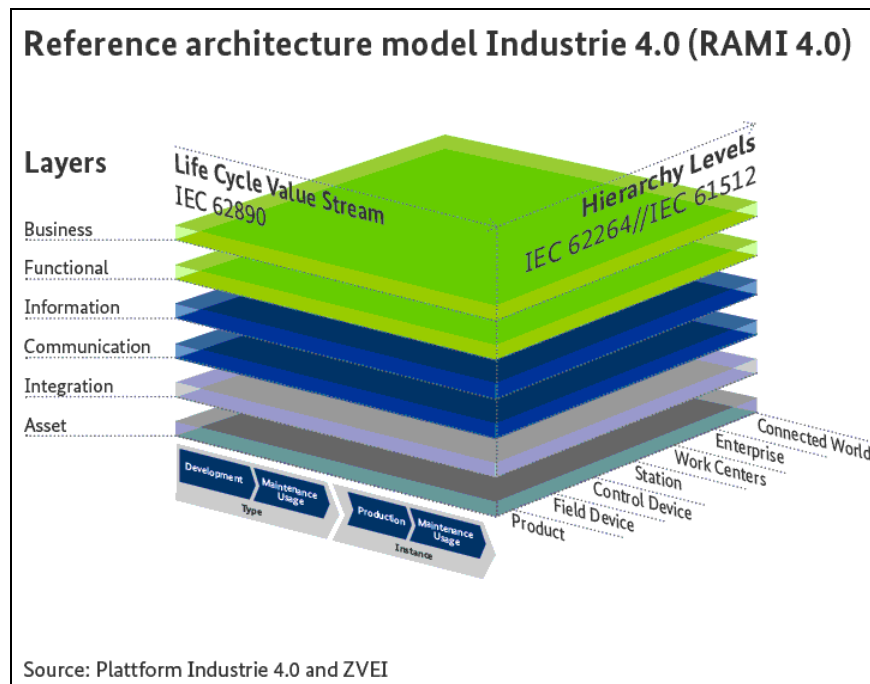 Reference architecture model Industrie 4.0 (RAMI 4.0)
Layers
Life Cycle Value Stream
IEC 62890
Hierarchy Levels
IEC 62264//IEC 61512
Business
Functional
Information
Communication
Integration
Asset
Development
Maintenance
Usage
Type
Production
Maintenance
Usage
Instance
Connected World
Enterprise
Work Centers
Station
Control Device
Field Device
Product
Source: Plattform Industrie 4.0 and ZVEI